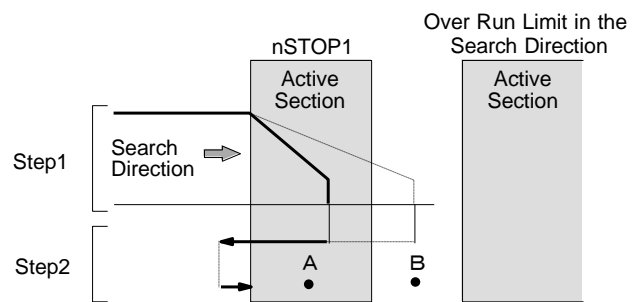 Over Run Limit in the
Search Direction
nSTOP1
Active
Section
Active
Section
Step1
Search
Direction
Step2
A
B